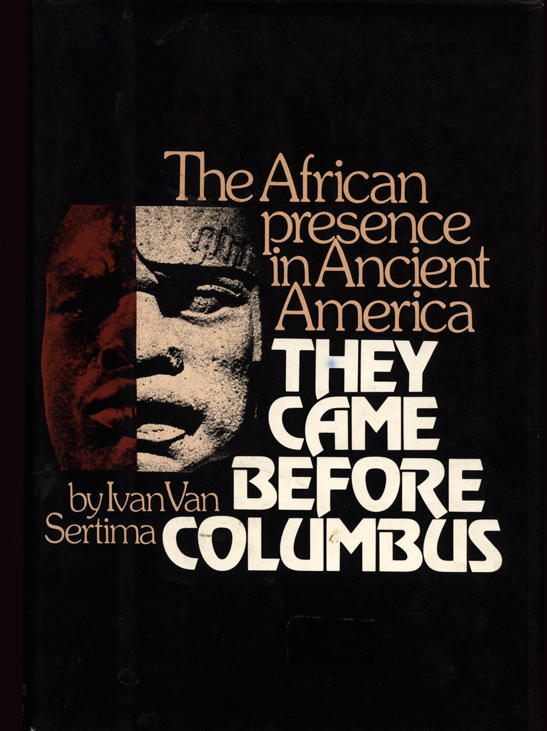 The African
presence
in Ancient
America
THEY
CAME
BEFORE
COLUMBUS
by Ivan Van
Sertima